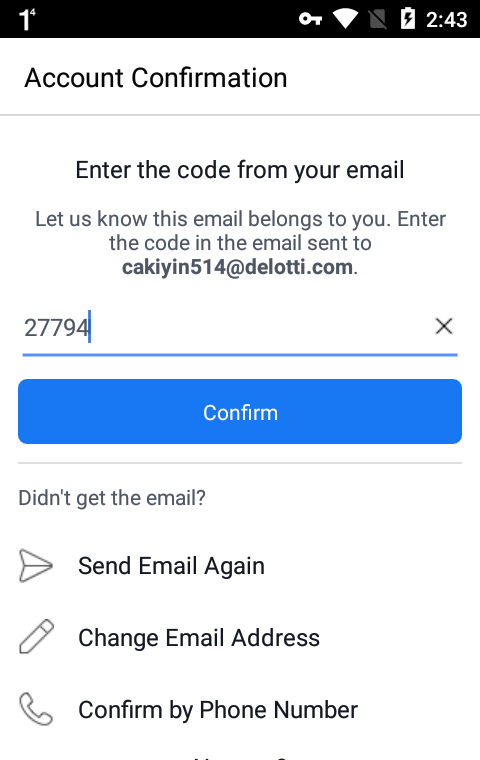 1⁴ 2:43
Account Confirmation
Enter the code from your email
Let us know this email belongs to you. Enter
the code in the email sent to
cakiyin514@delotti.com.
27794
Confirm
Didn't get the email?
Send Email Again
Change Email Address
Confirm by Phone Number